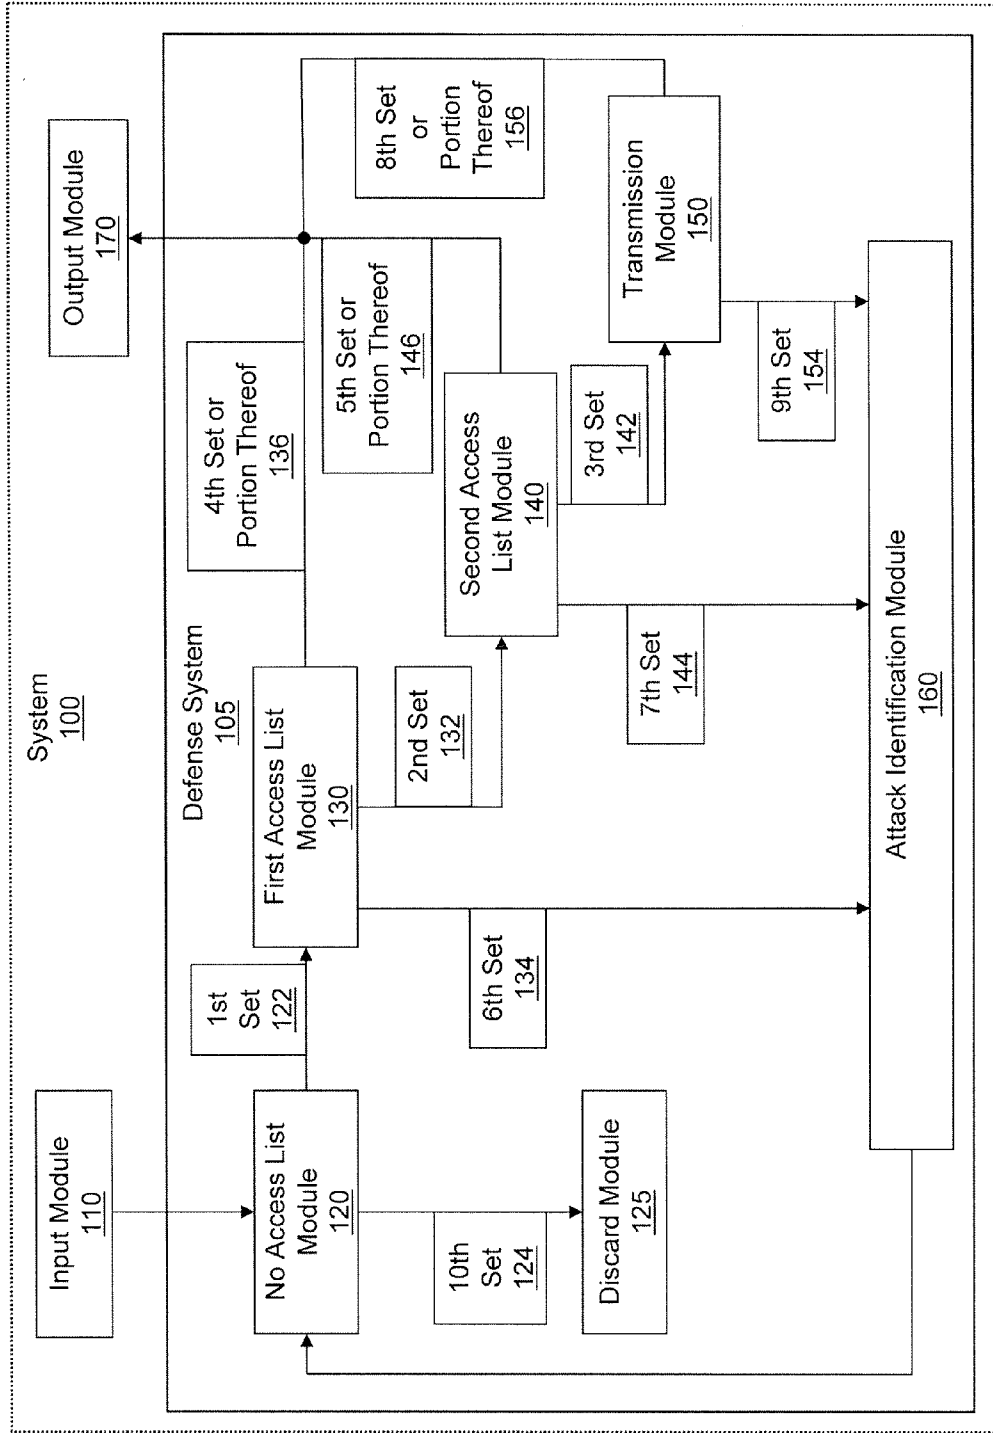 System
100
Input Module
110
Output Module
170
Defense System
105
No Access List
Module
120
1st
Set
122
First Access List
Module
130
4th Set or
Portion Thereof
136
5th Set or
Portion Thereof
146
8th Set
or
Portion
Thereof
156
10th
Set
124
Discard Module
125
6th Set
134
2nd Set
132
Second Access
List Module
140
7th Set
144
3rd Set
142
Transmission
Module
150
9th Set
154
Attack Identification Module
160